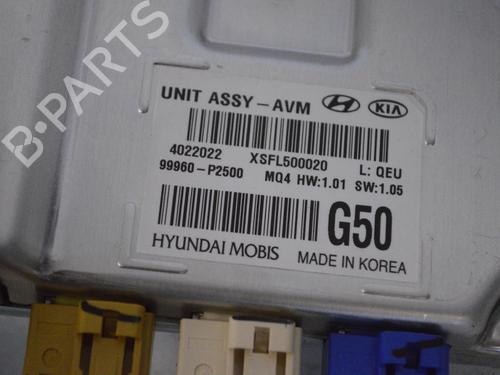 B-PARTS
UNIT ASSY-AVM HYUNDAI KIA
4022022 XSFL500020 L: QEU
99960-P2500 MQ4 HW:1.01 SW:1.05
G50
HYUNDAI MOBIS MADE IN KOREA